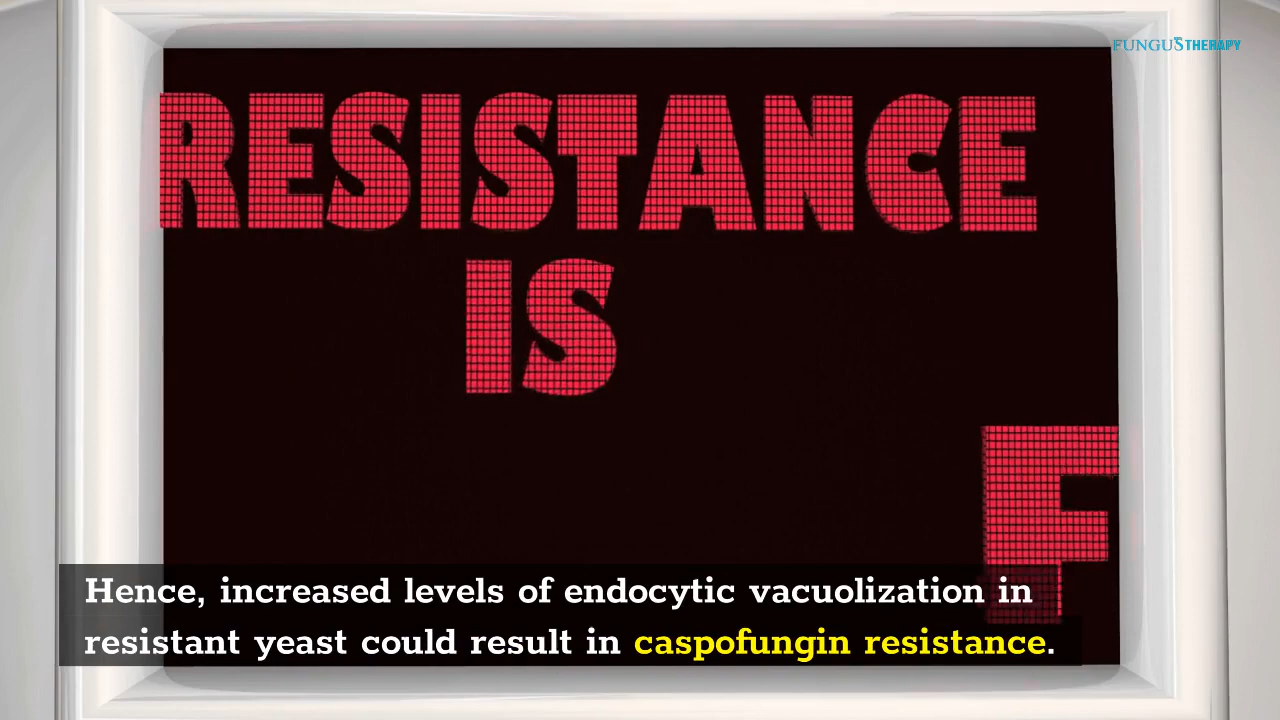 FUNGUSTHERAPY
RESISTANCE
IS
F
Hence, increased levels of endocytic vacuolization in
resistant yeast could result in caspofungin resistance.